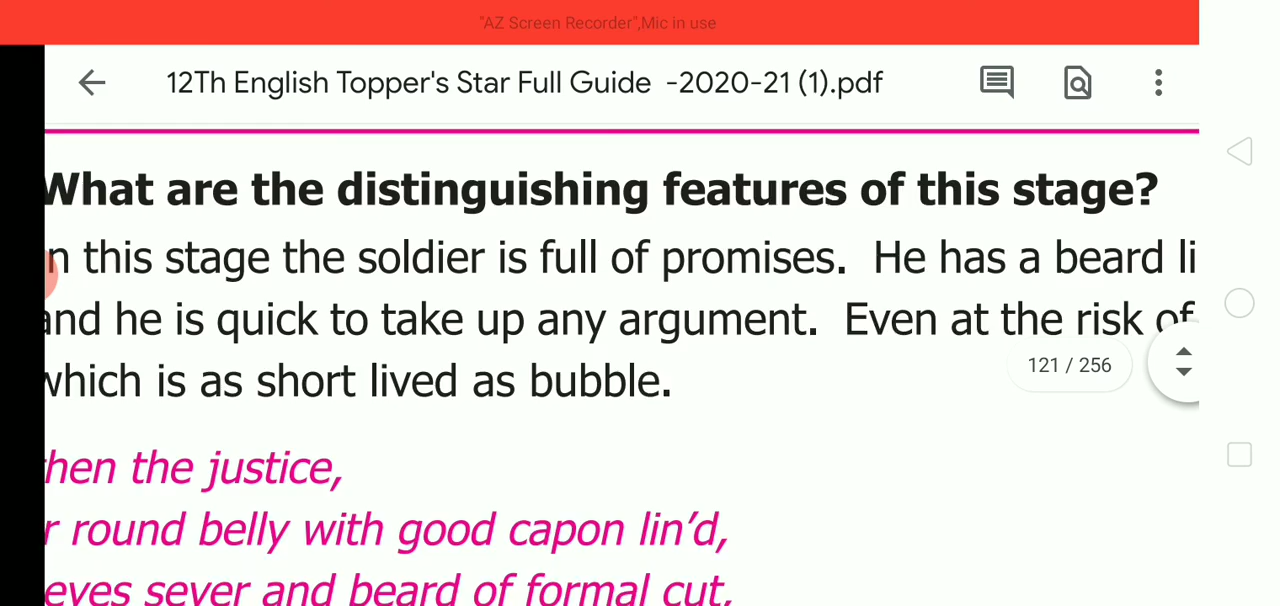 "AZ Screen Recorder",Mic in use
12Th English Topper's Star Full Guide -2020-21 (1).pdf
What are the distinguishing features of this stage?
n this stage the soldier is full of promises. He has a beard li
and he is quick to take up any argument. Even at the risk of
121 / 256
which is as short lived as bubble.
then the justice,
r round belly with good capon lin'd,
eyes sever and beard of formal cut,